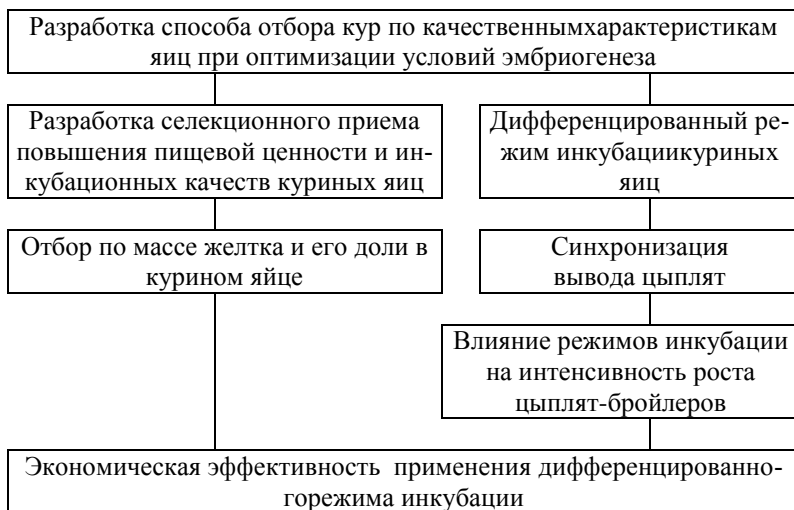 Разработка способа отбора кур по качественнымхарактеристикам
яиц при оптимизации условий эмбриогенеза
Разработка селекционного приема
повышения пищевой ценности и ин-
кубационных качеств куриных яиц
Дифференцированный ре-
жим инкубациикуриных
яиц
Отбор по массе желтка и его доли в
курином яйце
Синхронизация
вывода цыплят
Влияние режимов инкубации
на интенсивность роста
цыплят-бройлеров
Экономическая эффективность применения дифференцированно-
горежима инкубации